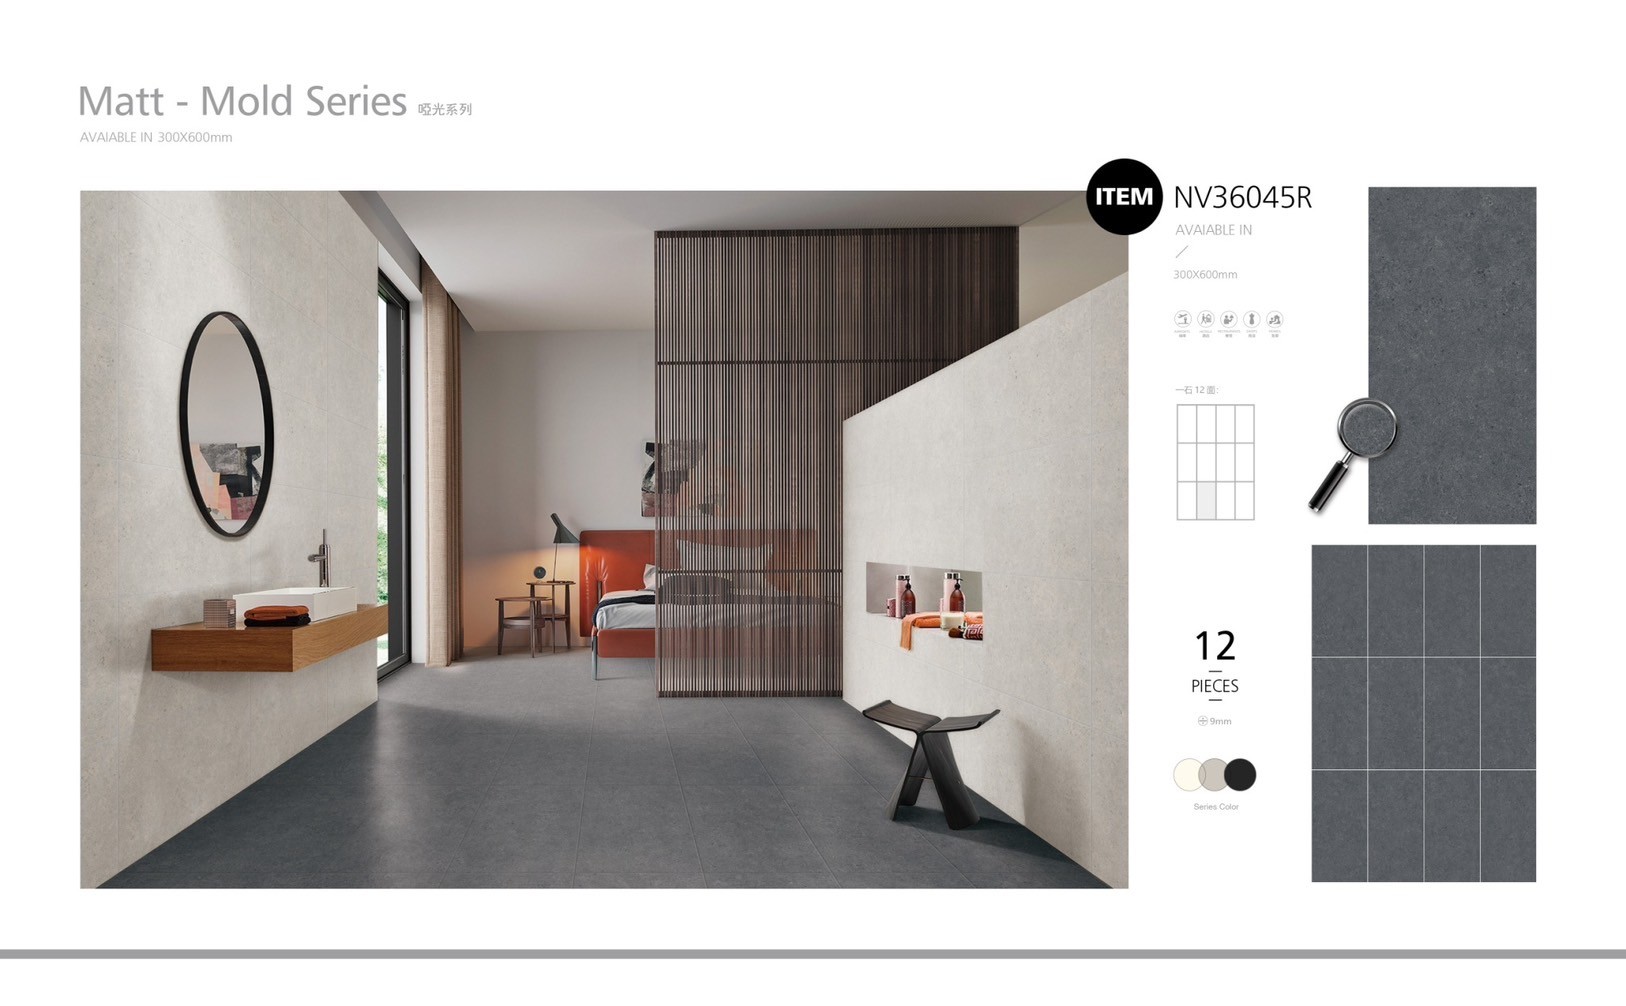 Matt - Mold Series 哑光系列
AVAIABLE IN 300X600mm
ITEM
NV36045R
AVAIABLE IN
300X600mm
一石 12 面:
12
PIECES
9mm
Series Color